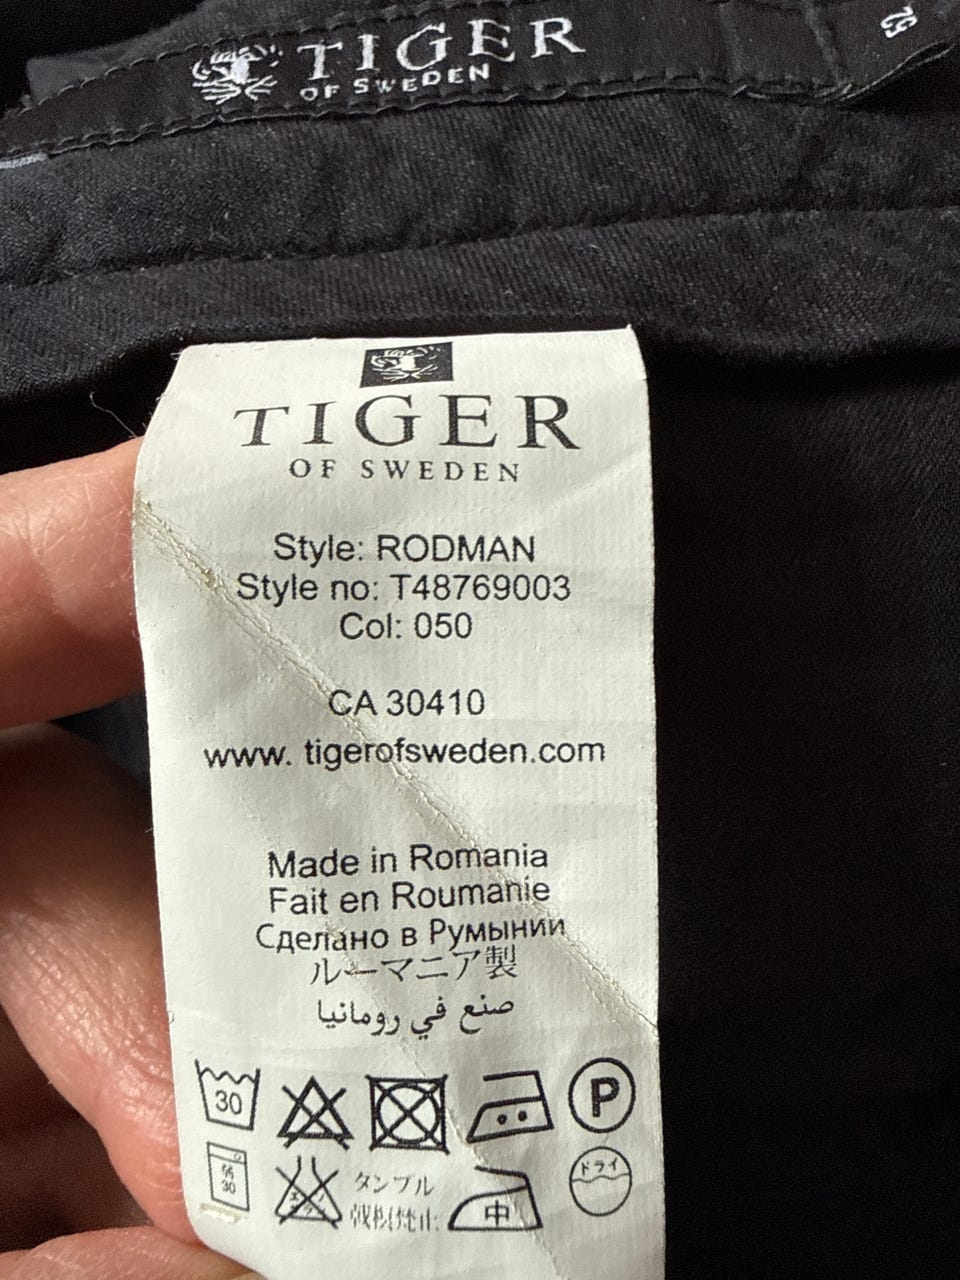 TIGER
OF SWEDEN
TIGER
OF SWEDEN
Style: RODMAN
Style no: T48769003
Col: 050
CA 30410
www. tigerofsweden.com
Made in Romania
Fait en Roumanie
Сделано в Румынии
ルーマニア製
صنع في رومانيا
30
P
30
タンブル
中
ドライ